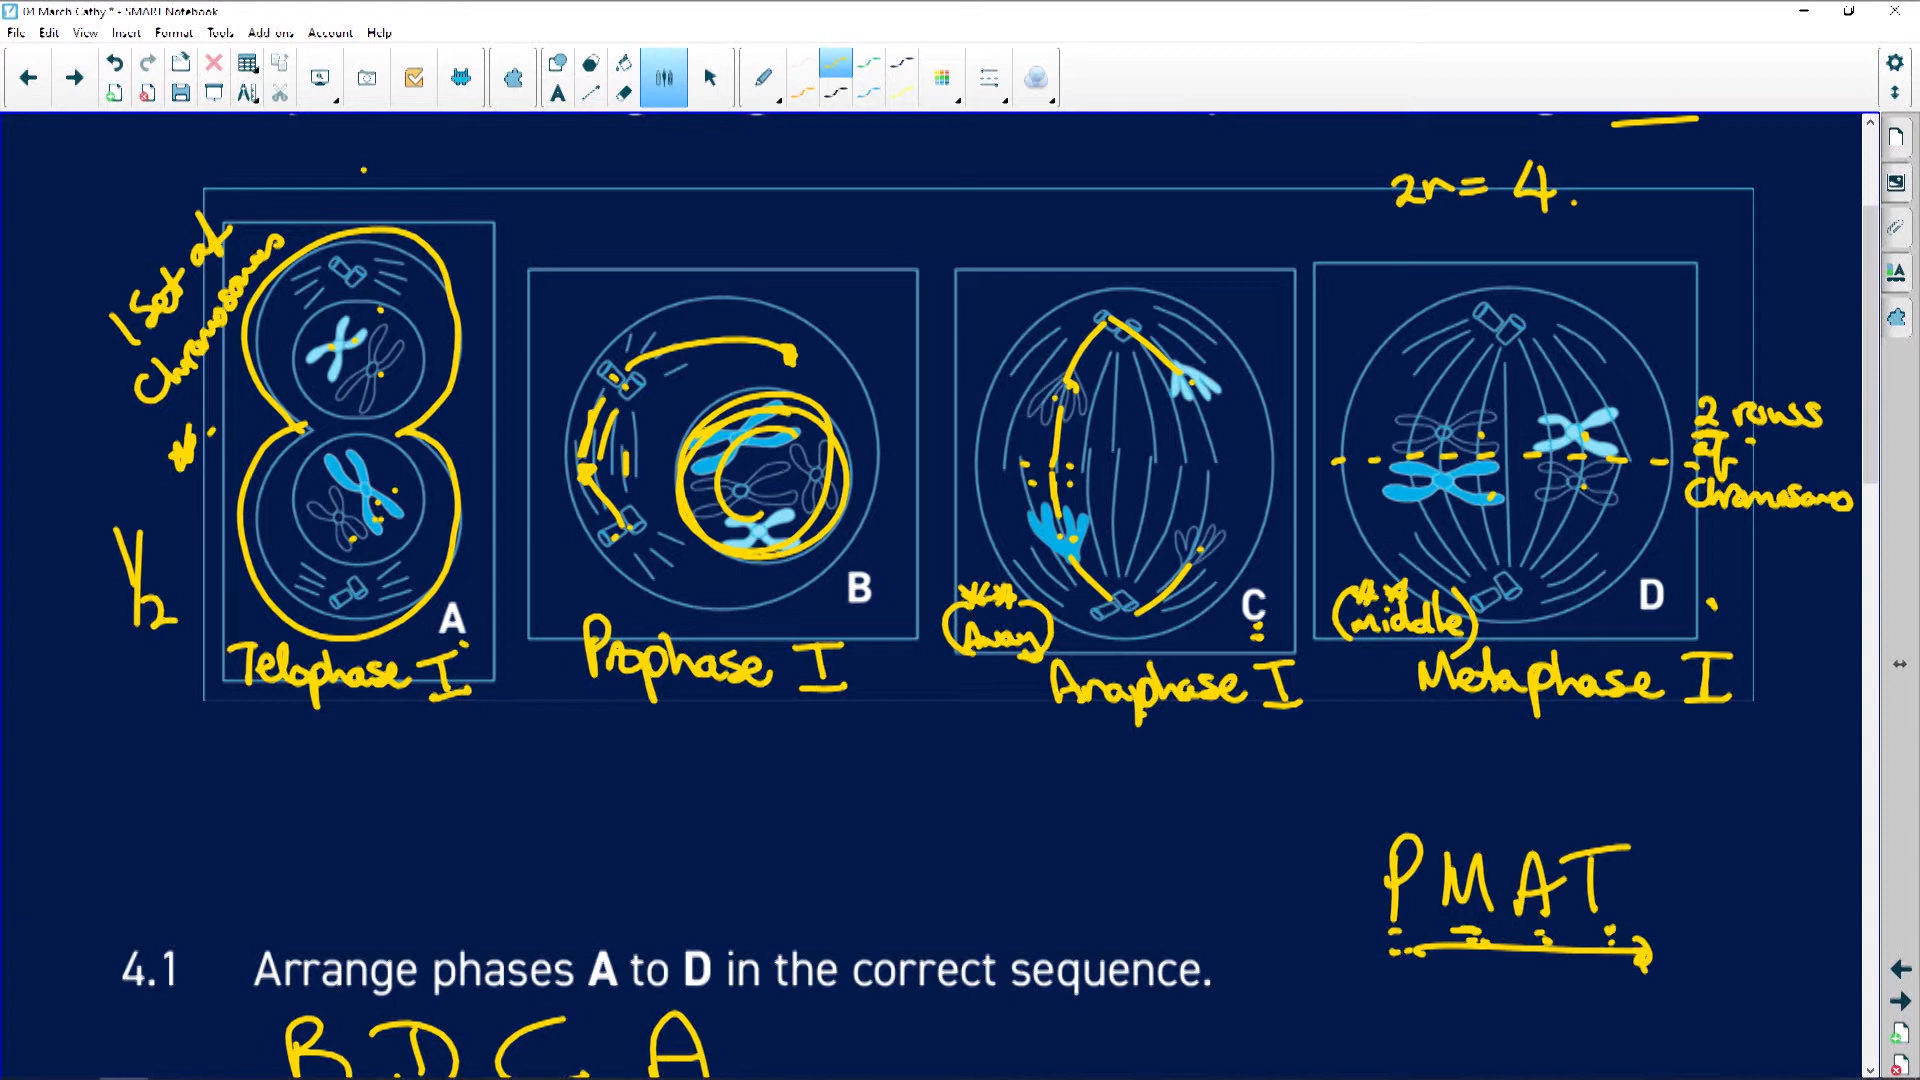 04 March Cathy * - SMART Notebook
File Edit View Insert Format Tools Add-ons Account Help
2n = 4.
1 Set of
Chromosomes
*
1/2
A
Telophase I
B
Prophase I
C
(Away)
Anaphase I
D
(middle)
Metaphase I
2 rows
of
Chromosomes
PMAT
4.1 Arrange phases A to D in the correct sequence.
B D C A